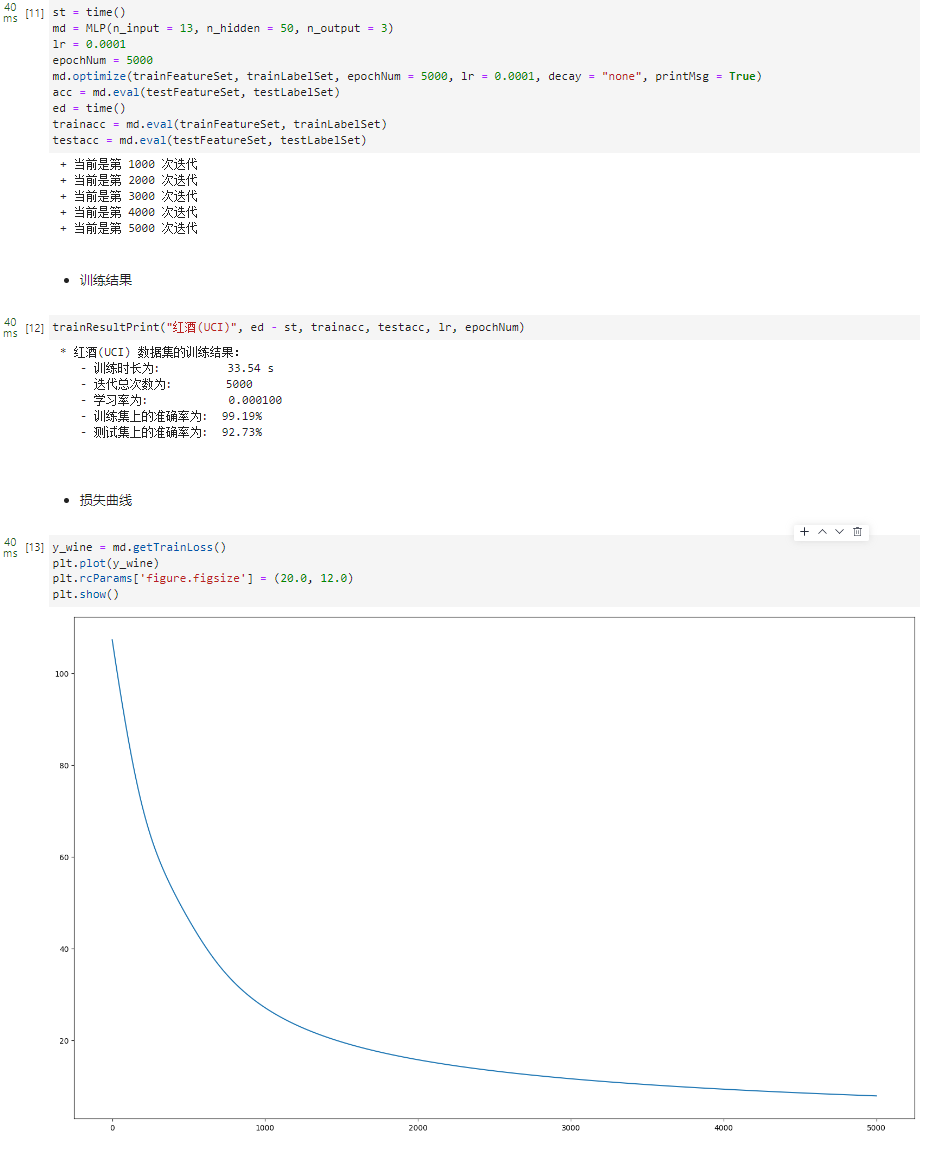 40
ms
[11]
st = time()
md = MLP(n_input = 13, n_hidden = 50, n_output = 3)
lr = 0.0001
epochNum = 5000
md.optimize(trainFeatureSet, trainLabelSet, epochNum = 5000, lr = 0.0001, decay = "none", printMsg = True)
acc = md.eval(testFeatureSet, testLabelSet)
ed = time()
trainacc = md.eval(trainFeatureSet, trainLabelSet)
testacc = md.eval(testFeatureSet, testLabelSet)
+ 当前是第 1000 次迭代
+ 当前是第 2000 次迭代
+ 当前是第 3000 次迭代
+ 当前是第 4000 次迭代
+ 当前是第 5000 次迭代
• 训练结果
40
ms
[12]
trainResultPrint("红酒(UCI)", ed - st, trainacc, testacc, lr, epochNum)
* 红酒(UCI) 数据集的训练结果:
- 训练时长为: 33.54 s
- 迭代总次数为: 5000
- 学习率为: 0.000100
- 训练集上的准确率为: 99.19%
- 测试集上的准确率为: 92.73%
• 损失曲线
40
ms
[13]
y_wine = md.getTrainLoss()
plt.plot(y_wine)
plt.rcParams['figure.figsize'] = (20.0, 12.0)
plt.show()
100
80
60
40
20
0 1000 2000 3000 4000 5000